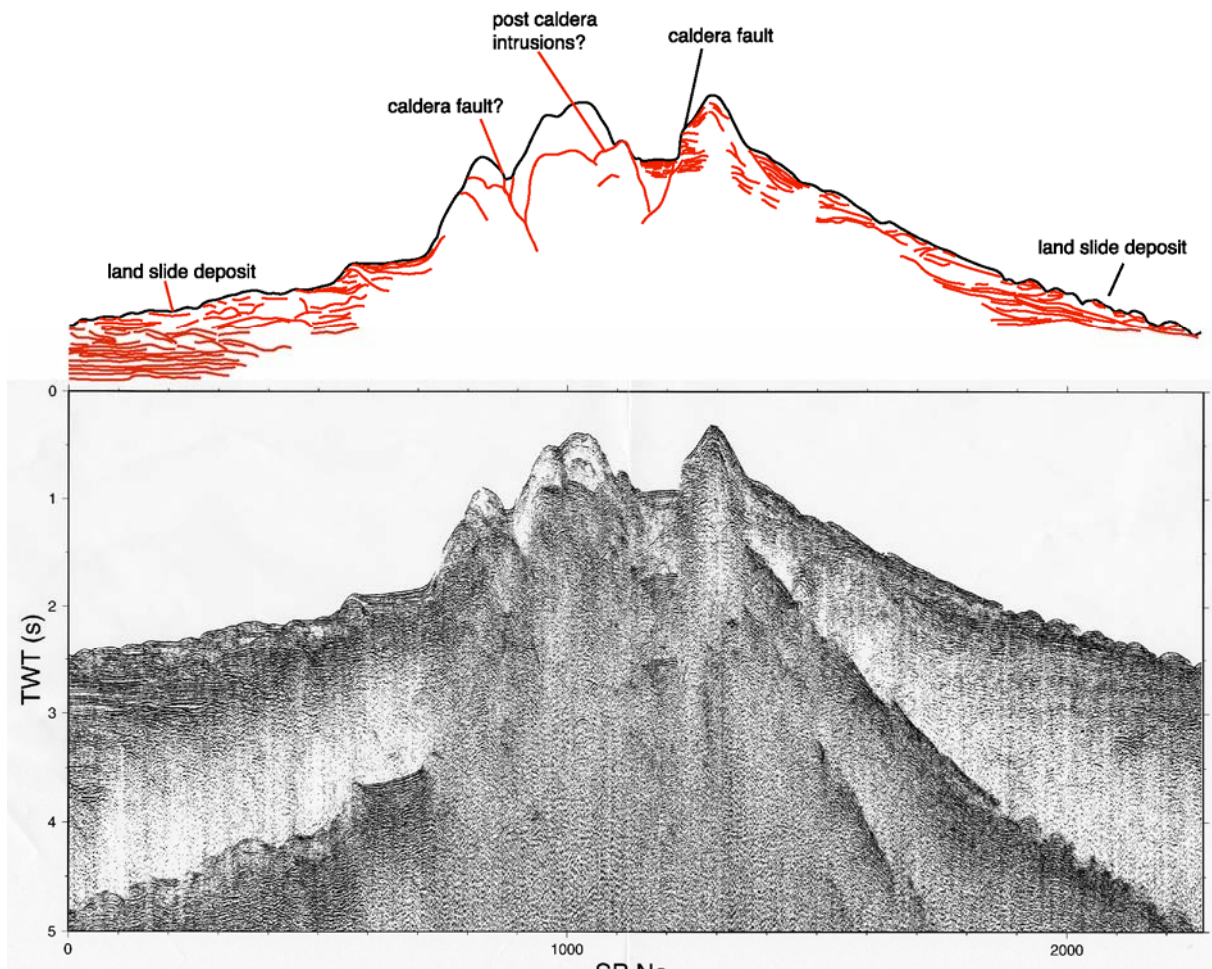 post caldera
intrusions?
caldera fault
caldera fault?
land slide deposit
land slide deposit
0
1
2
3
4
5
TWT (s)
0
1000
2000